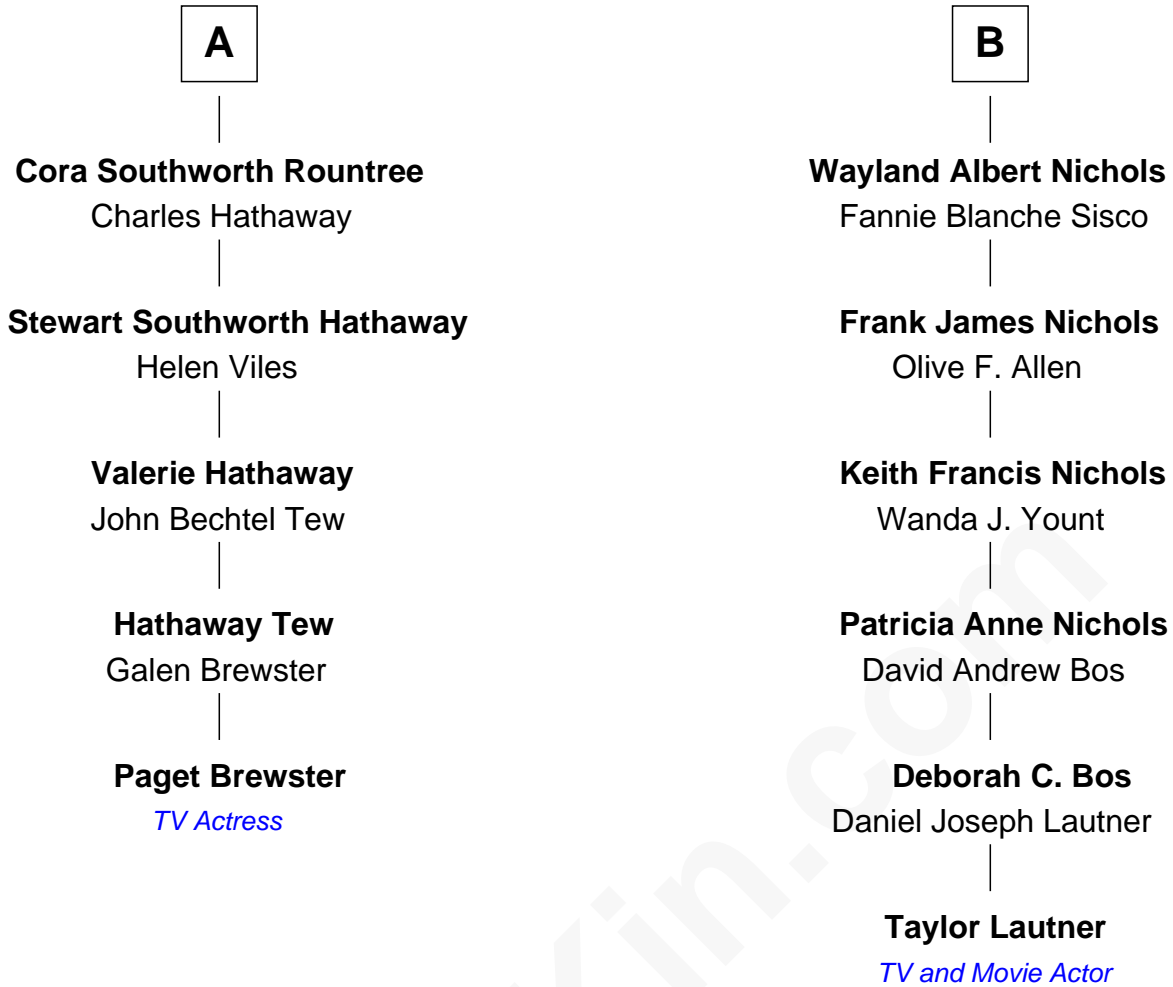 A
Cora Southworth Rountree
Charles Hathaway
Stewart Southworth Hathaway
Helen Viles
Valerie Hathaway
John Bechtel Tew
Hathaway Tew
Galen Brewster
Paget Brewster
TV Actress
B
Wayland Albert Nichols
Fannie Blanche Sisco
Frank James Nichols
Olive F. Allen
Keith Francis Nichols
Wanda J. Yount
Patricia Anne Nichols
David Andrew Bos
Deborah C. Bos
Daniel Joseph Lautner
Taylor Lautner
TV and Movie Actor
Kin.com